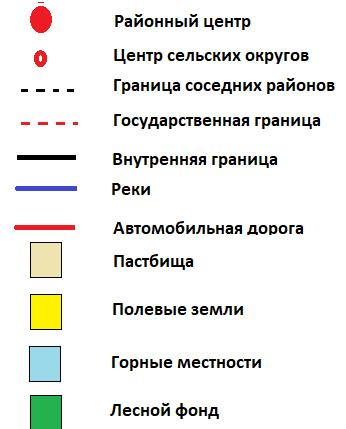 Районный центр
Центр сельских округов
Граница соседних районов
Государственная граница
Внутренняя граница
Реки
Автомобильная дорога
Пастбища
Полевые земли
Горные местности
Лесной фонд